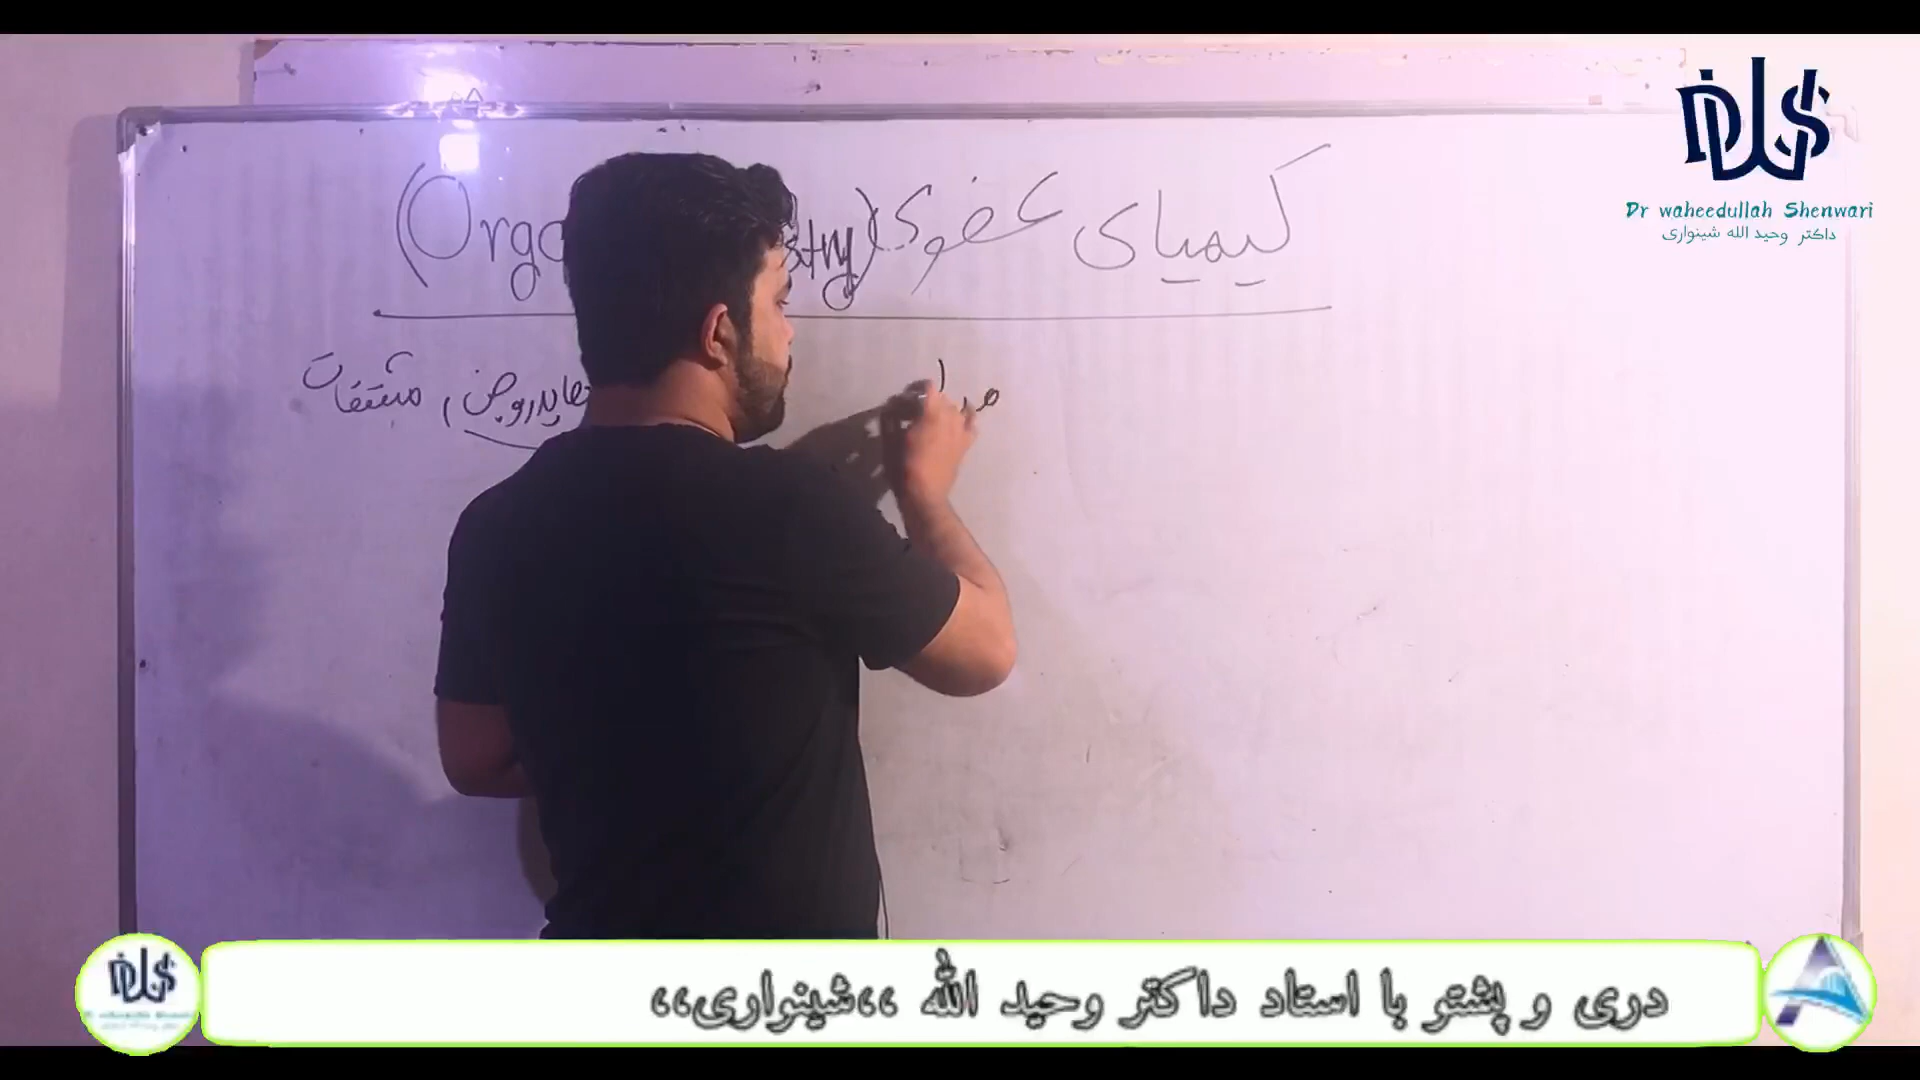 Dr waheedullah Shenwari
داکتر وحید الله شینواری
کیمیای عضوی (Orga stry)
هایدروجن، مشتقات
دری و پشتو با استاد داکتر وحید الله ،،شینواری،،